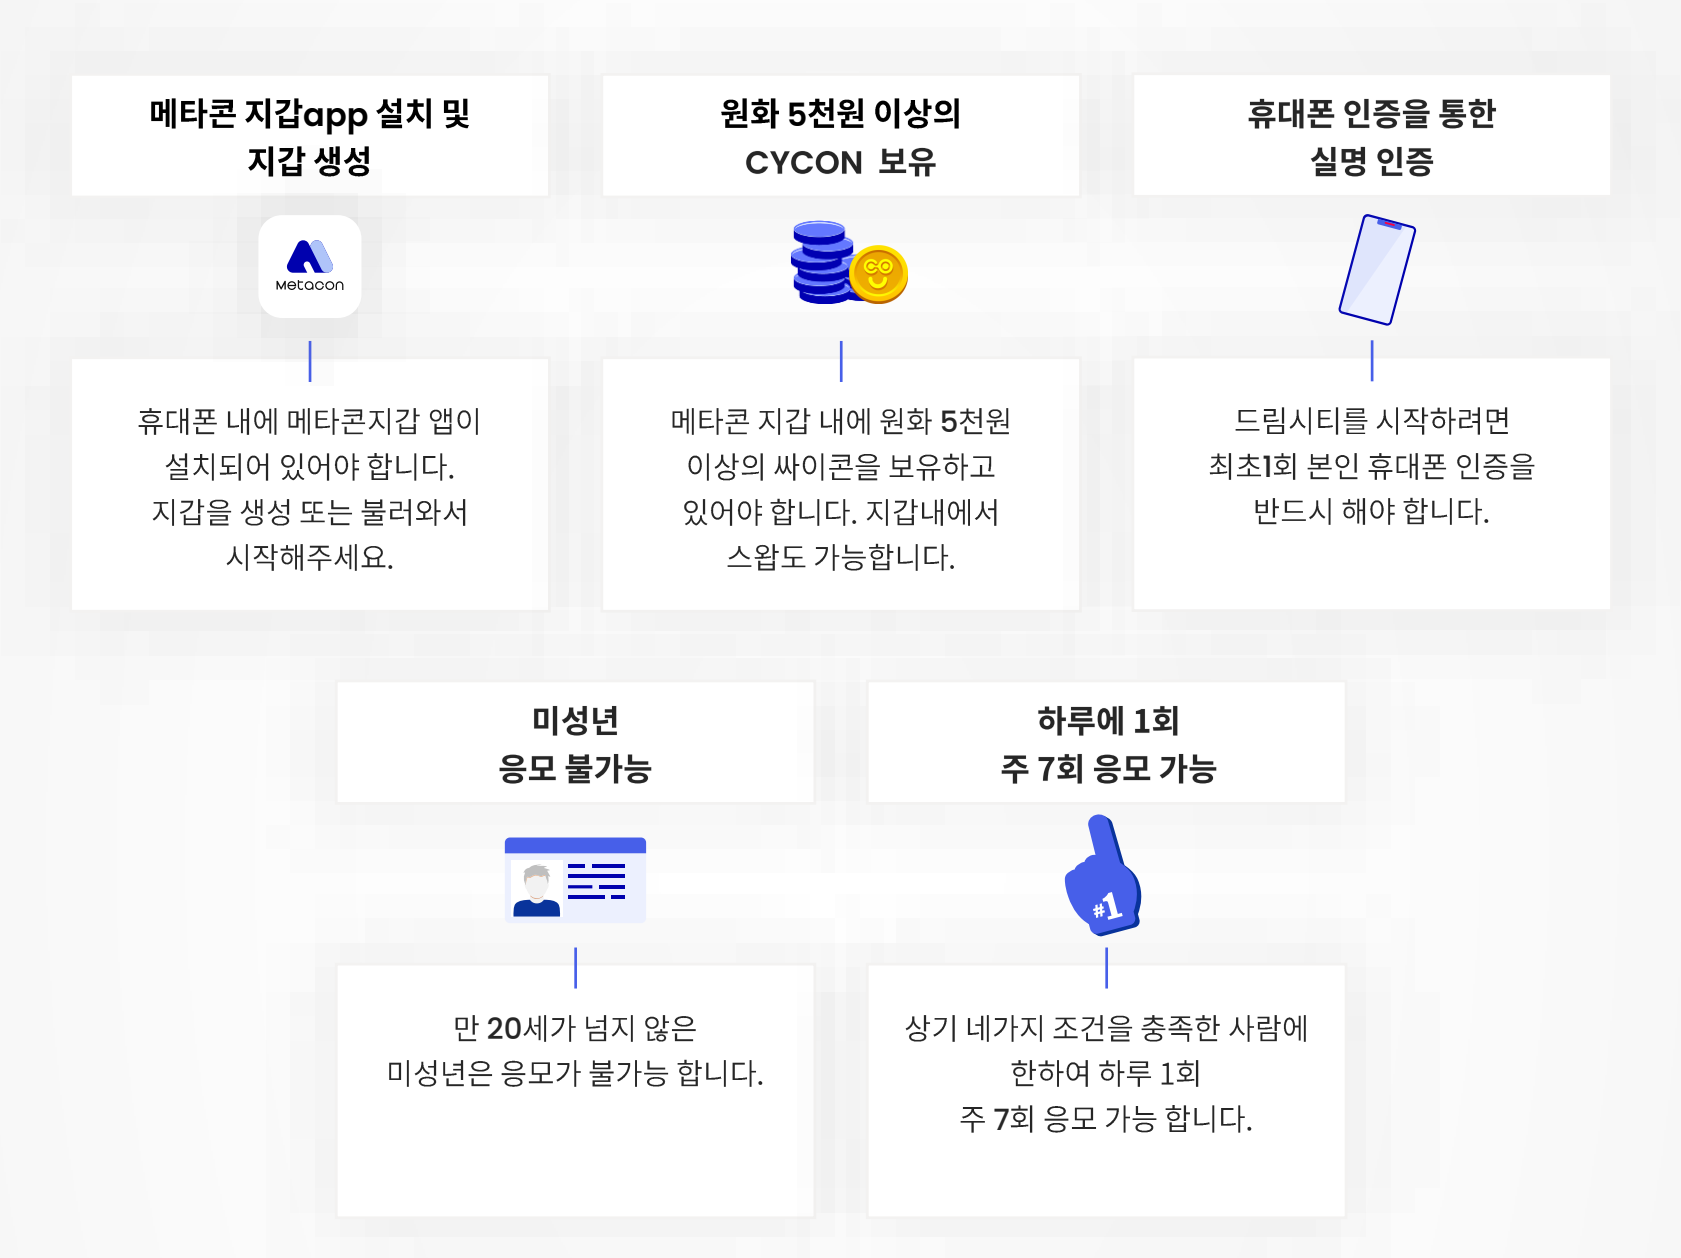 메타콘 지갑app 설치 및
지갑 생성
Metacon
휴대폰 내에 메타콘지갑 앱이
설치되어 있어야 합니다.
지갑을 생성 또는 불러와서
시작해주세요.
원화 5천원 이상의
CYCON 보유
메타콘 지갑 내에 원화 5천원
이상의 싸이콘을 보유하고
있어야 합니다. 지갑내에서
스왑도 가능합니다.
휴대폰 인증을 통한
실명 인증
드림시티를 시작하려면
최초1회 본인 휴대폰 인증을
반드시 해야 합니다.
미성년
응모 불가능
만 20세가 넘지 않은
미성년은 응모가 불가능 합니다.
하루에 1회
주 7회 응모 가능
#1
상기 네가지 조건을 충족한 사람에
한하여 하루 1회
주 7회 응모 가능 합니다.